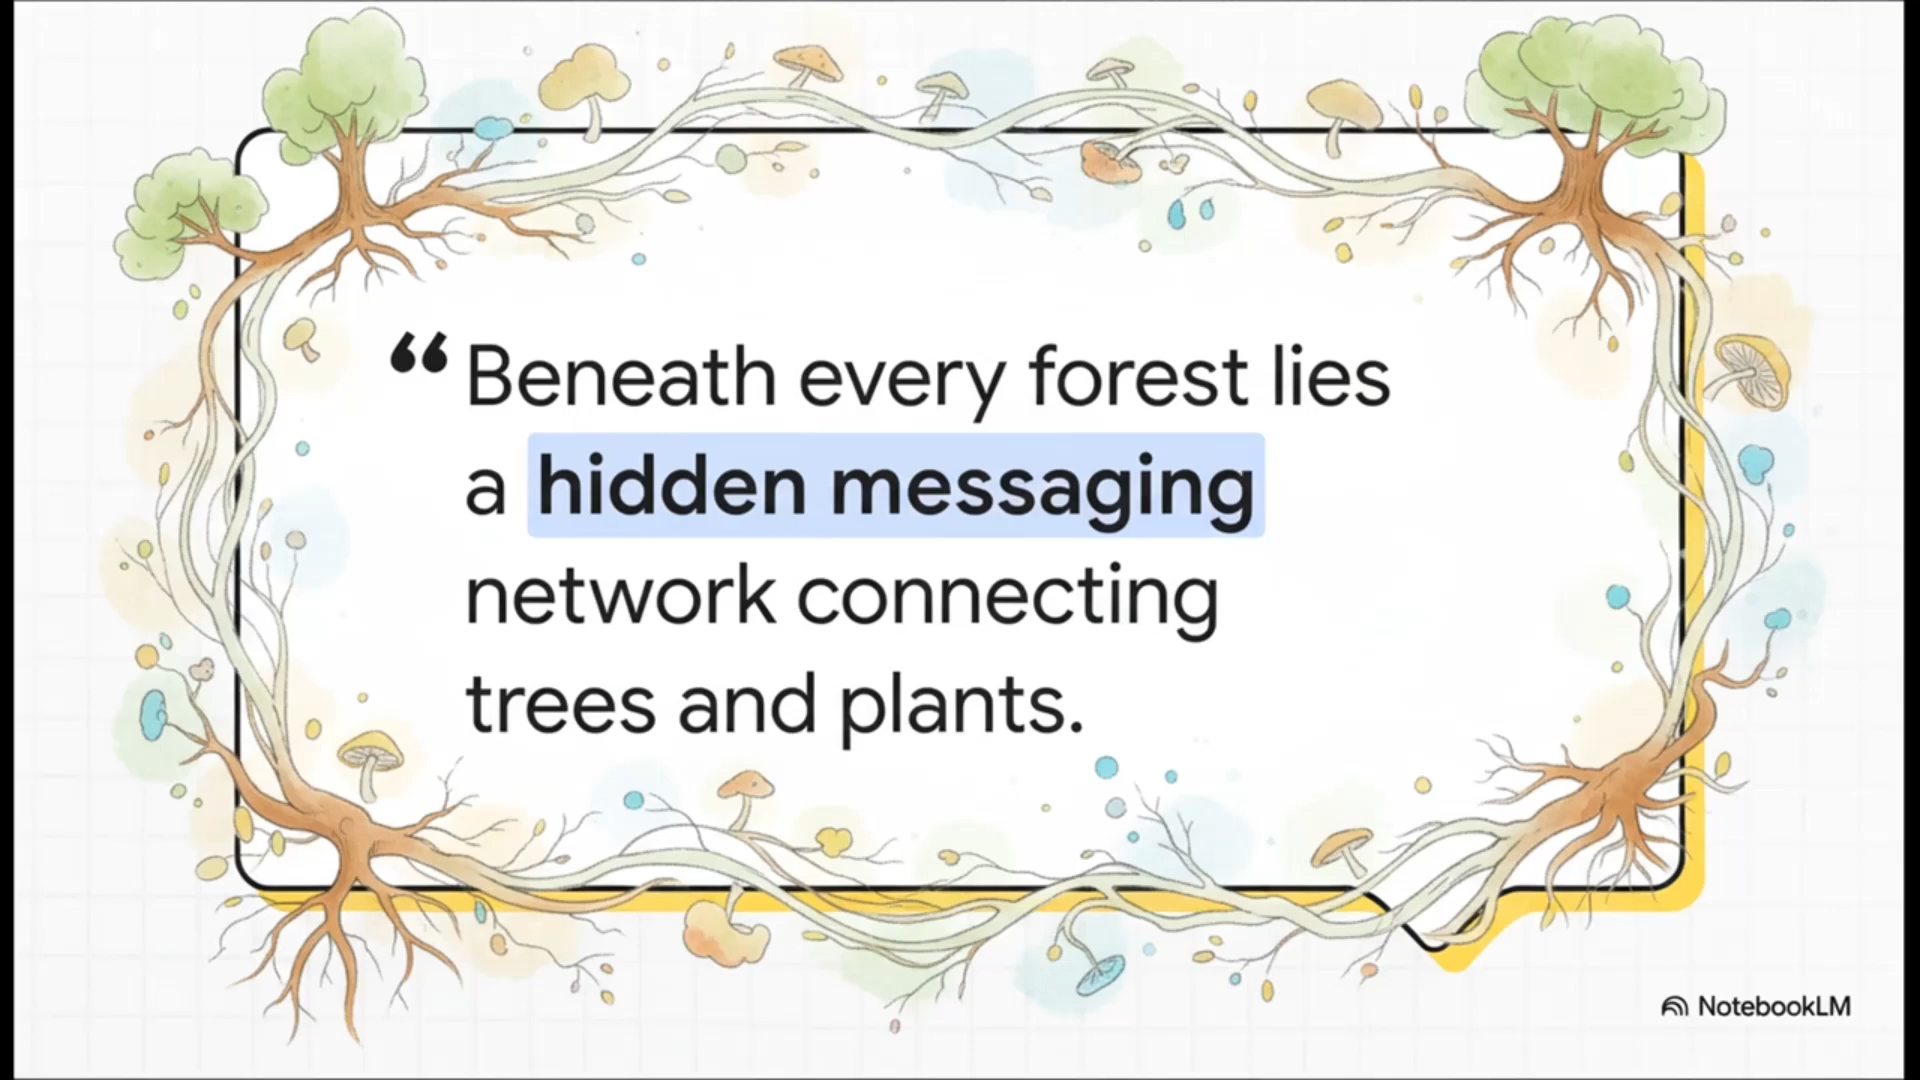 “Beneath every forest lies
a hidden messaging
network connecting
trees and plants.
NotebookLM